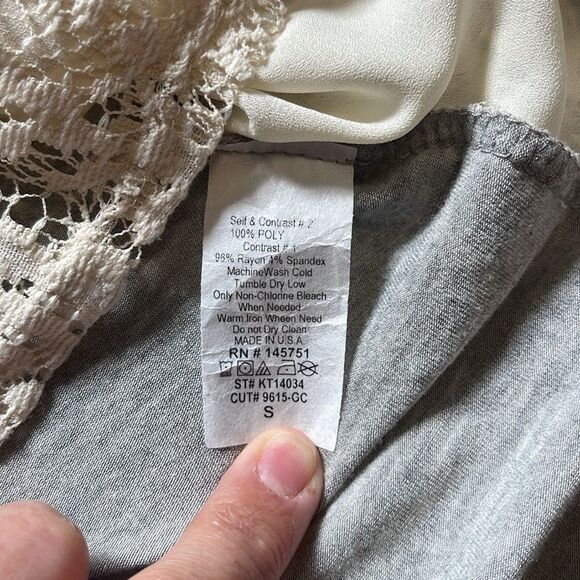 Self & Contrast # 2
100% POLY
Contrast # 1
96% Rayon 4% Spandex
MachineWash Cold
Tumble Dry Low
Only Non-Chlorine Bleach
When Needed
Warm Iron Wheen Need
Do not Dry Clean
MADE IN U.S.A.
RN # 145751
ST# KT14034
CUT# 9615-GC
S